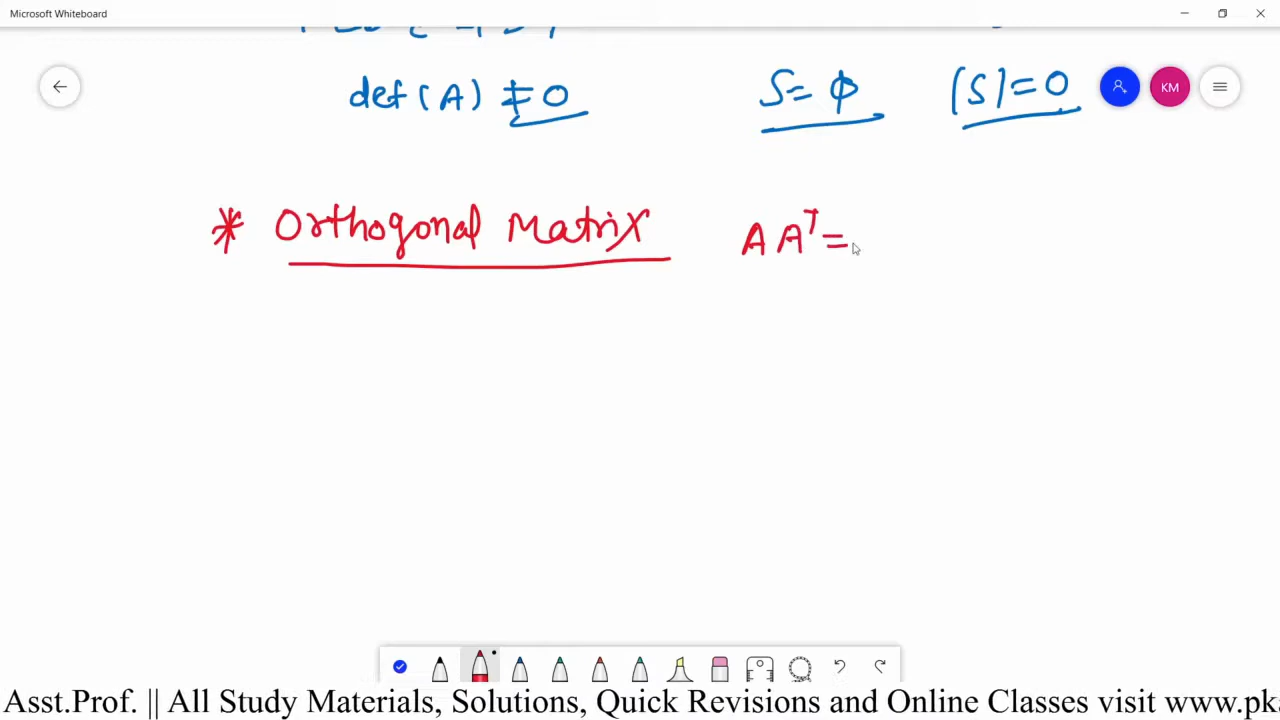 Microsoft Whiteboard
def(A) ≠ 0 S = ϕ |S| = 0
KM
* Orthogonal Matrix A Aᵀ =
Asst.Prof. || All Study Materials, Solutions, Quick Revisions and Online Classes visit www.pk